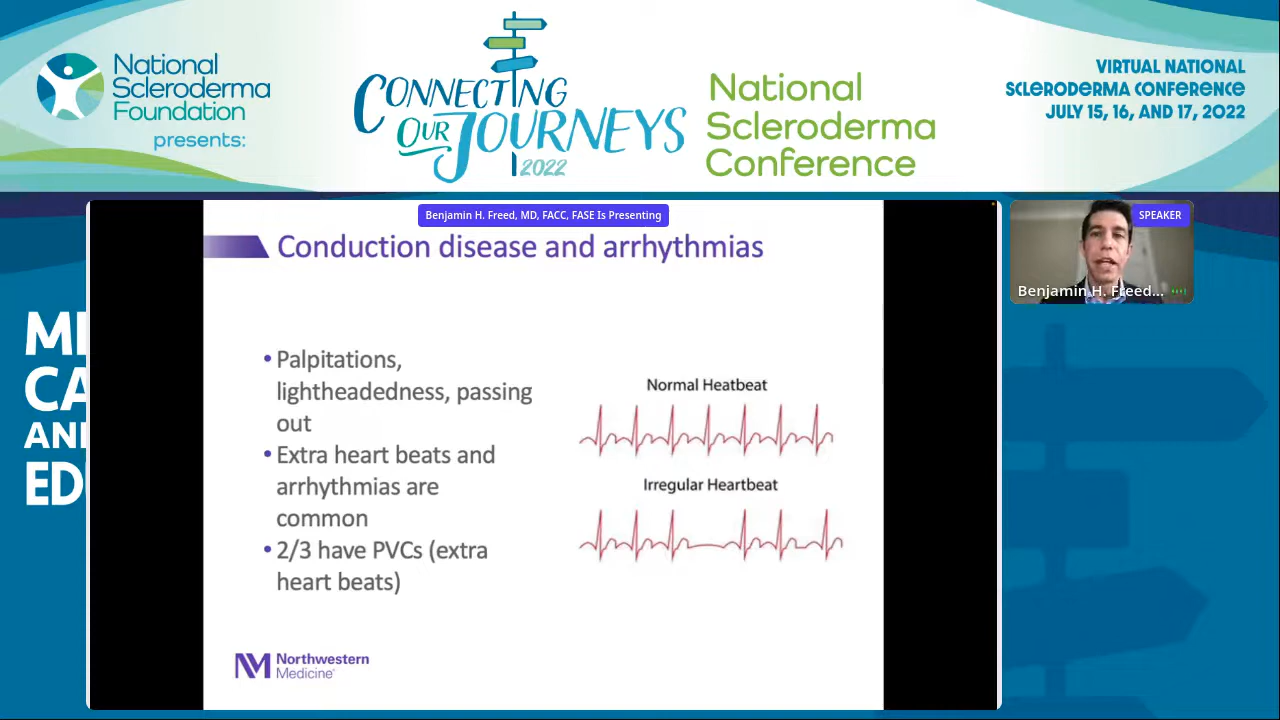 National
Scleroderma
Foundation
presents:
CONNECTING
OUR JOURNEYS
2022
National
Scleroderma
Conference
VIRTUAL NATIONAL
SCLERODERMA CONFERENCE
JULY 15, 16, AND 17, 2022
Benjamin H. Freed, MD, FACC, FASE Is Presenting
SPEAKER
Benjamin H. Freed...
Conduction disease and arrhythmias
• Palpitations,
lightheadedness, passing
out
• Extra heart beats and
arrhythmias are
common
• 2/3 have PVCs (extra
heart beats)
Normal Heatbeat
Irregular Heartbeat
NM Northwestern
Medicine
AN